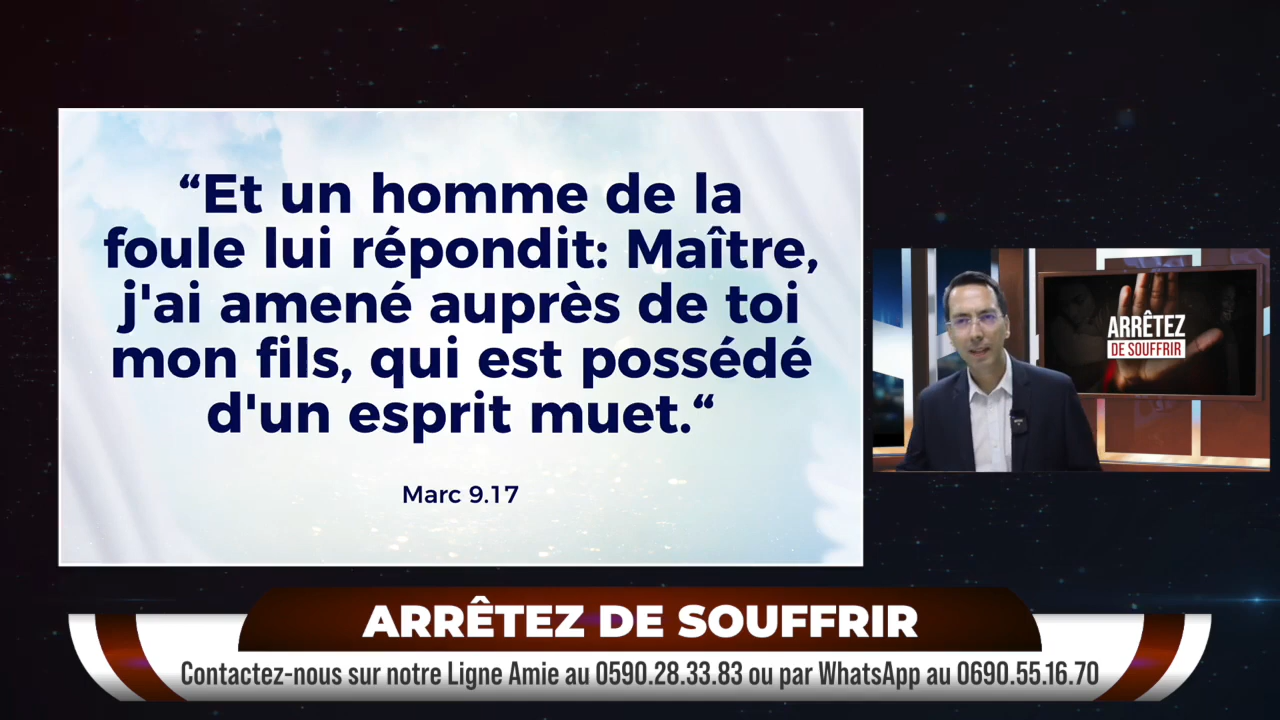 “Et un homme de la
foule lui répondit: Maître,
j'ai amené auprès de toi
mon fils, qui est possédé
d'un esprit muet.“
Marc 9.17
ARRÊTEZ
DE SOUFFRIR
ARRÊTEZ DE SOUFFRIR
Contactez-nous sur notre Ligne Amie au 0590.28.33.83 ou par WhatsApp au 0690.55.16.70